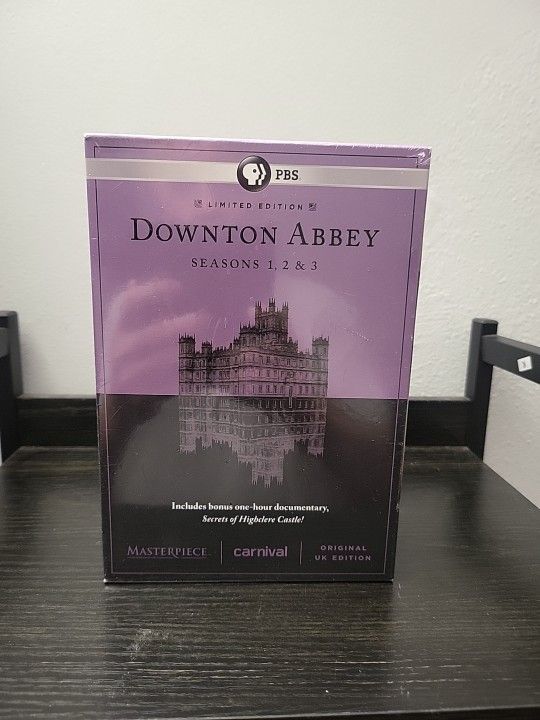 PBS
LIMITED EDITION
DOWNTON ABBEY
SEASONS 1, 2 & 3
Includes bonus one-hour documentary,
Secrets of Highclere Castle!
MASTERPIECE
carnival
ORIGINAL
UK EDITION